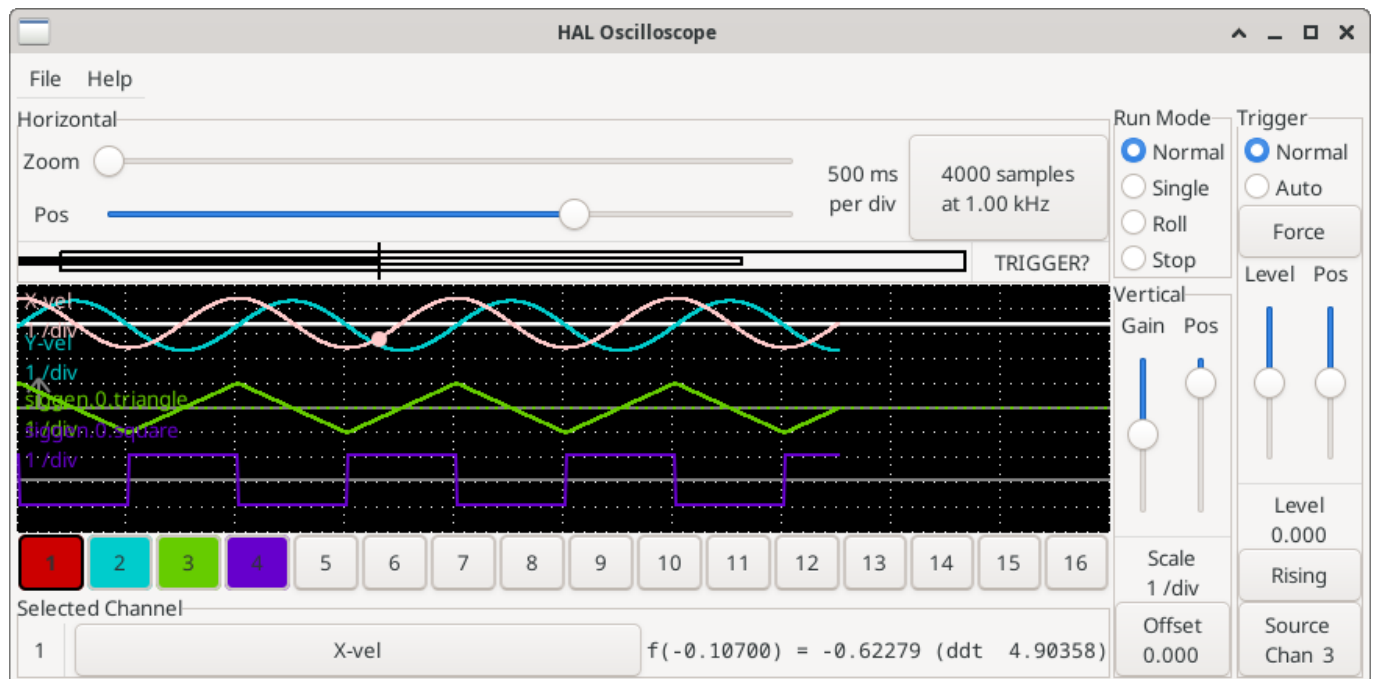 HAL Oscilloscope
File Help
Horizontal
Zoom
Pos
500 ms
per div
4000 samples
at 1.00 kHz
TRIGGER?
X-vel
1 /div
Y-vel
1 /div
siggen.0.triangle
1 /div
siggen.0.square
1 /div
1 2 3 4 5 6 7 8 9 10 11 12 13 14 15 16
Selected Channel
1 X-vel f(-0.10700) = -0.62279 (ddt 4.90358)
Run Mode
Normal
Single
Roll
Stop
Vertical
Gain Pos
Scale
1 /div
Offset
0.000
Trigger
Normal
Auto
Force
Level Pos
Level
0.000
Rising
Source
Chan 3